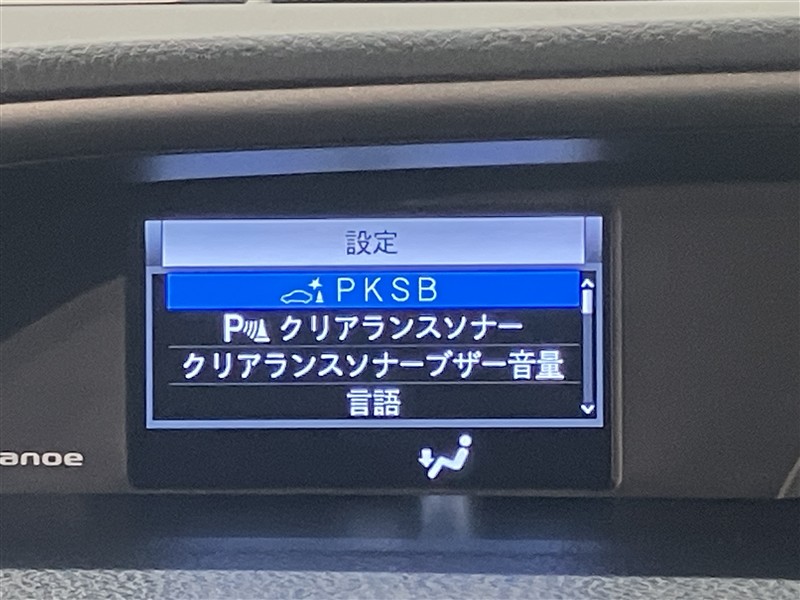 設定
PKSB
P クリアランスソナー
クリアランスソナーブザー音量
言語
anoe